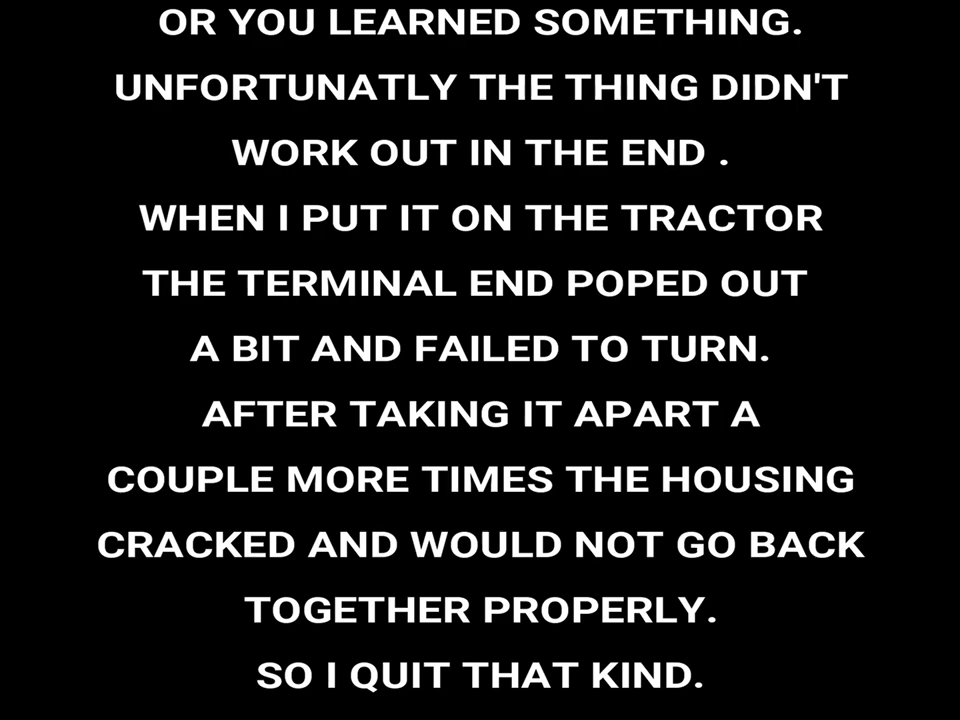 OR YOU LEARNED SOMETHING.
UNFORTUNATLY THE THING DIDN'T
WORK OUT IN THE END .
WHEN I PUT IT ON THE TRACTOR
THE TERMINAL END POPED OUT
A BIT AND FAILED TO TURN.
AFTER TAKING IT APART A
COUPLE MORE TIMES THE HOUSING
CRACKED AND WOULD NOT GO BACK
TOGETHER PROPERLY.
SO I QUIT THAT KIND.